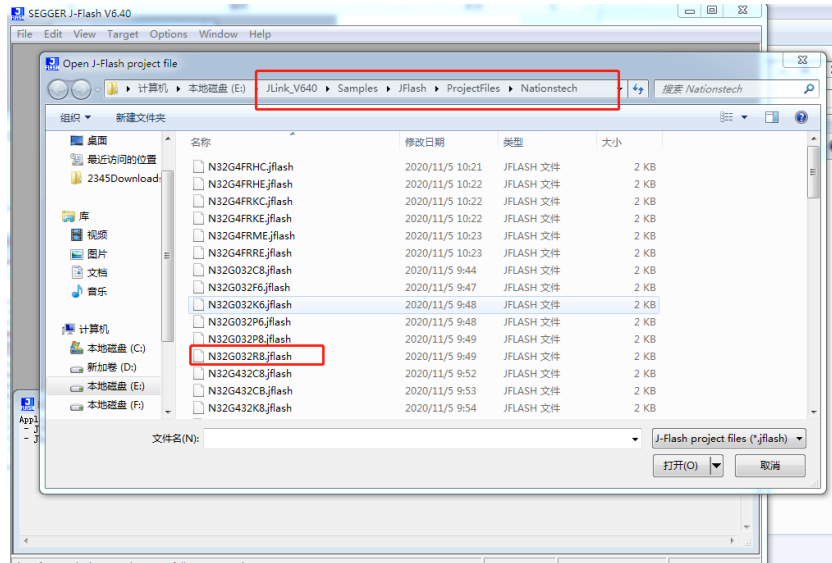 SEGGER J-Flash V6.40
File Edit View Target Options Window Help
Open J-Flash project file
计算机 本地磁盘 (E:) JLink_V640 Samples JFlash ProjectFiles Nationstech 搜索 Nationstech
组织 新建文件夹
桌面
最近访问的位置
2345Downloads
库
视频
图片
文档
音乐
计算机
本地磁盘 (C:)
新加卷 (D:)
本地磁盘 (E:)
本地磁盘 (F:)
名称 修改日期 类型 大小
N32G4FRHC.jflash 2020/11/5 10:21 JFLASH 文件 2 KB
N32G4FRHE.jflash 2020/11/5 10:22 JFLASH 文件 2 KB
N32G4FRKC.jflash 2020/11/5 10:22 JFLASH 文件 2 KB
N32G4FRKE.jflash 2020/11/5 10:22 JFLASH 文件 2 KB
N32G4FRME.jflash 2020/11/5 10:23 JFLASH 文件 2 KB
N32G4FRRE.jflash 2020/11/5 10:23 JFLASH 文件 2 KB
N32G032C8.jflash 2020/11/5 9:44 JFLASH 文件 2 KB
N32G032F6.jflash 2020/11/5 9:47 JFLASH 文件 2 KB
N32G032K6.jflash 2020/11/5 9:48 JFLASH 文件 2 KB
N32G032P6.jflash 2020/11/5 9:48 JFLASH 文件 2 KB
N32G032P8.jflash 2020/11/5 9:49 JFLASH 文件 2 KB
N32G032R8.jflash 2020/11/5 9:49 JFLASH 文件 2 KB
N32G432C8.jflash 2020/11/5 9:52 JFLASH 文件 2 KB
N32G432CB.jflash 2020/11/5 9:53 JFLASH 文件 2 KB
N32G432K8.jflash 2020/11/5 9:54 JFLASH 文件 2 KB
Appl
- J
- J
文件名(N): J-Flash project files (*.jflash)
打开(O) 取消